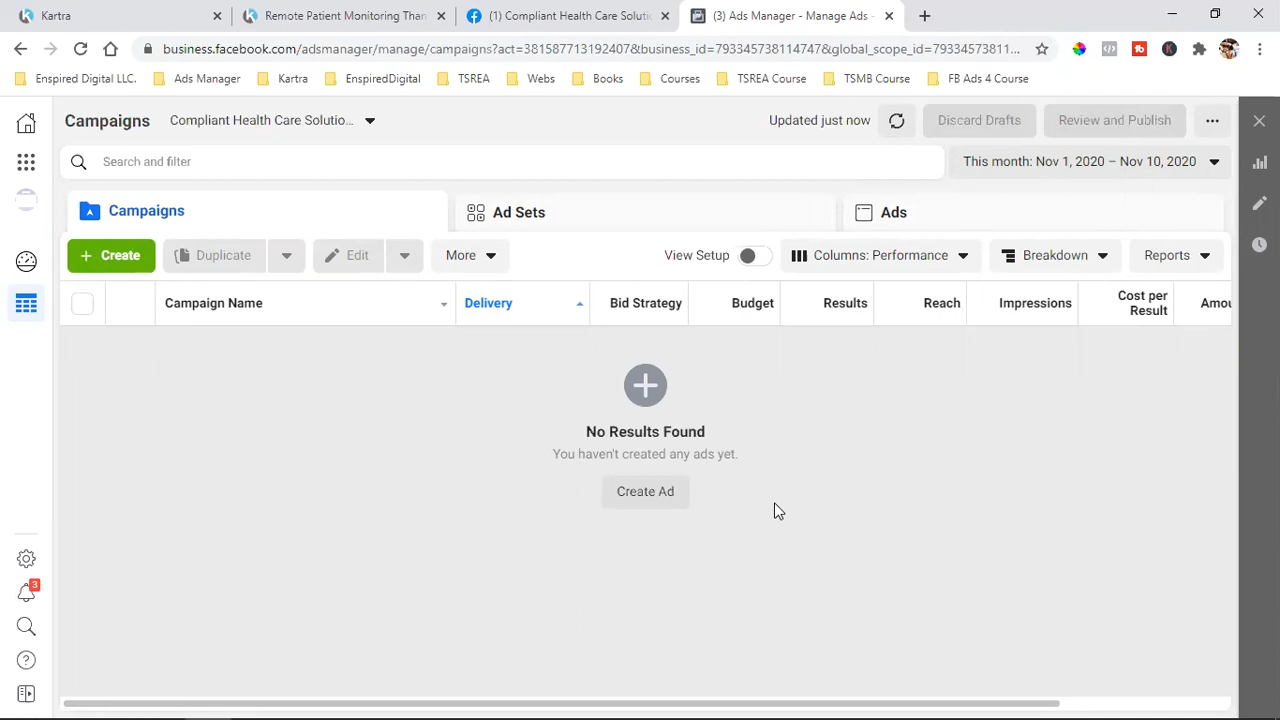 Kartra
Remote Patient Monitoring Than
(1) Compliant Health Care Soluti
(3) Ads Manager - Manage Ads -
business.facebook.com/adsmanager/manage/campaigns?act=381587713192407&business_id=793345738114747&global_scope_id=79334573811...
Enspired Digital LLC.
Ads Manager
Kartra
EnspiredDigital
TSREA
Webs
Books
Courses
TSREA Course
TSMB Course
FB Ads 4 Course
Campaigns
Compliant Health Care Solutio...
Updated just now
Discard Drafts
Review and Publish
Search and filter
This month: Nov 1, 2020 – Nov 10, 2020
Campaigns
Ad Sets
Ads
+ Create
Duplicate
Edit
More
View Setup
Columns: Performance
Breakdown
Reports
Campaign Name
Delivery
Bid Strategy
Budget
Results
Reach
Impressions
Cost per
Result
Amou
No Results Found
You haven't created any ads yet.
Create Ad
3